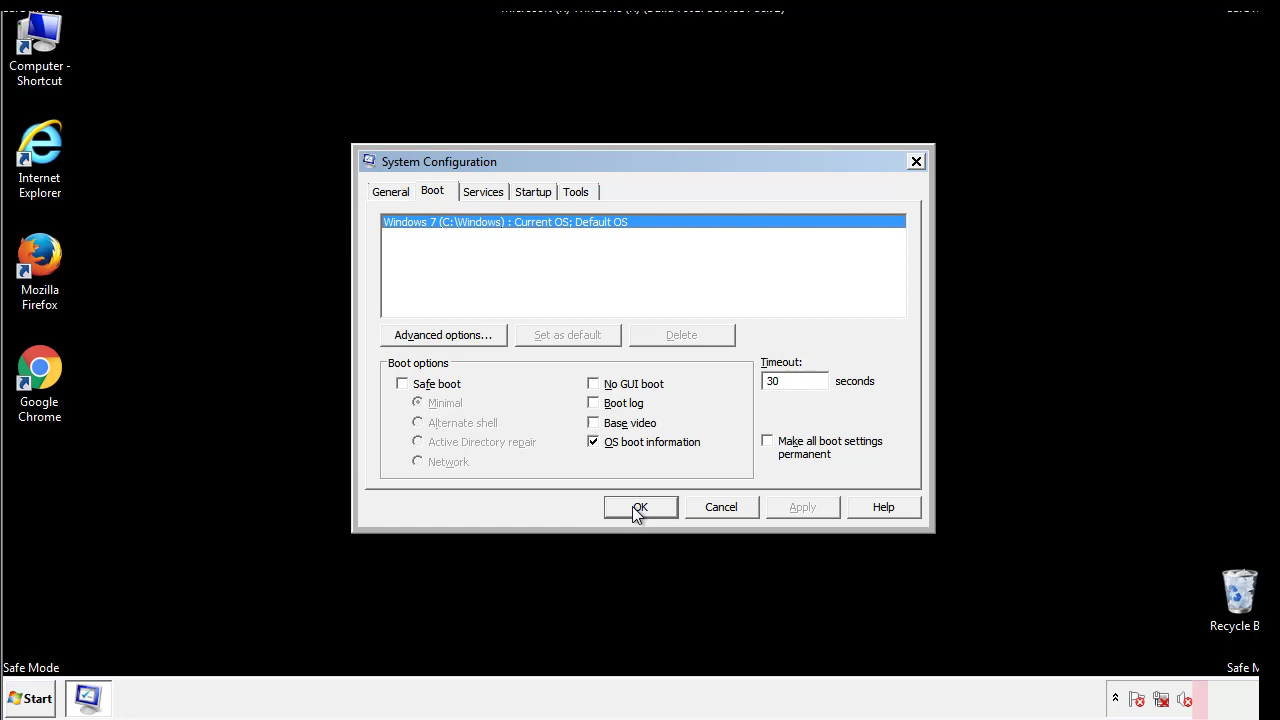 Computer -
Shortcut
Internet
Explorer
Mozilla
Firefox
Google
Chrome
System Configuration
General Boot Services Startup Tools
Windows 7 (C:\Windows) : Current OS; Default OS
Advanced options... Set as default Delete
Boot options
Safe boot
Minimal
Alternate shell
Active Directory repair
Network
No GUI boot
Boot log
Base video
OS boot information
Timeout:
30 seconds
Make all boot settings
permanent
OK Cancel Apply Help
Recycle B
Safe Mode
Safe M
Start